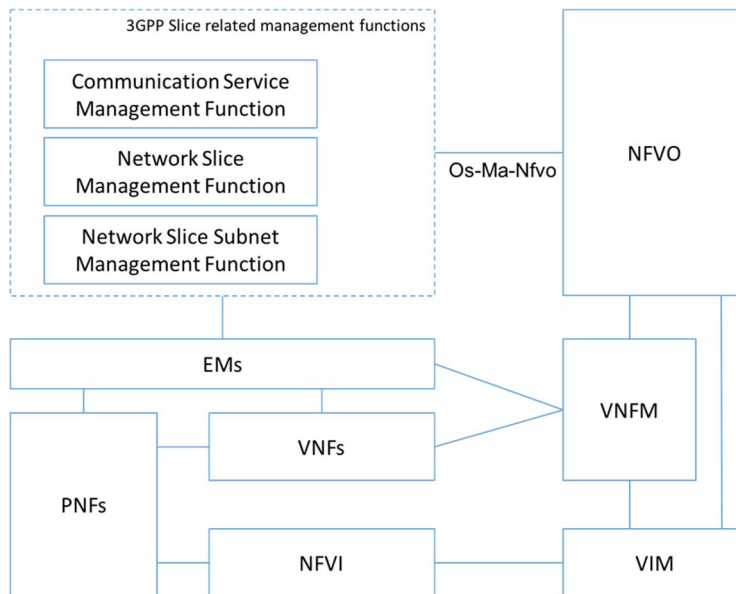 3GPP Slice related management functions
Communication Service
Management Function
Network Slice
Management Function
Network Slice Subnet
Management Function
NFVO
Os-Ma-Nfvo
EMs
VNFs
VNFM
PNFs
NFVI
VIM